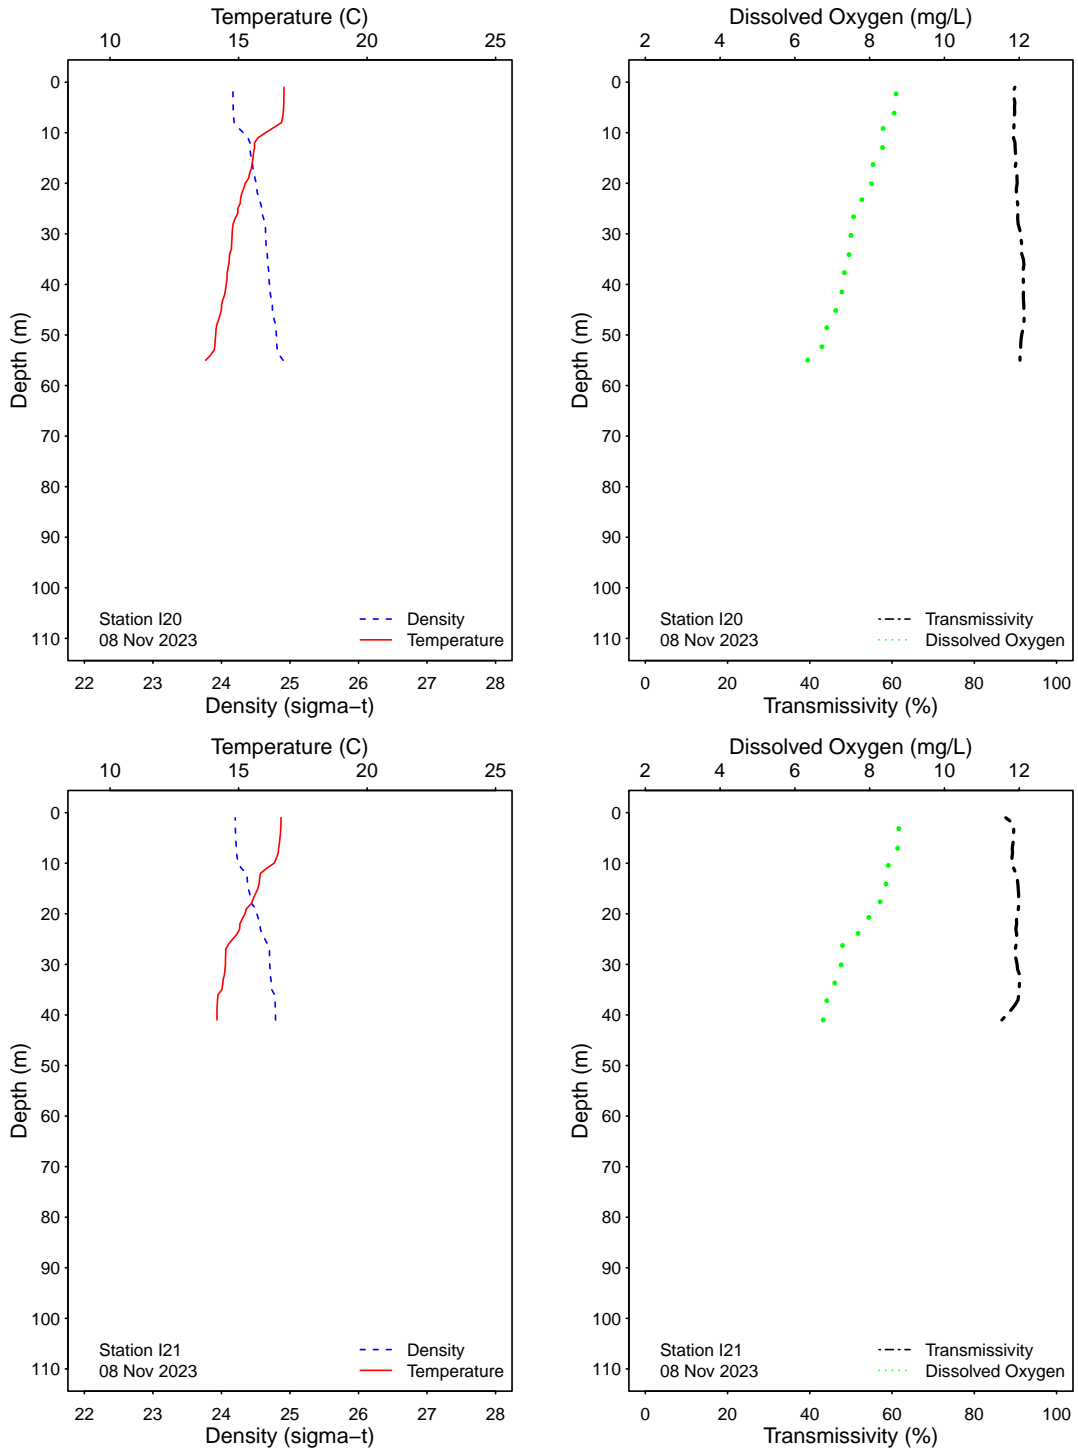 Temperature (C)
10 15 20 25
0
10
20
30
40
50
60
70
80
90
100
110
Depth (m)
Station I20
08 Nov 2023
Density
Temperature
22 23 24 25 26 27 28
Density (sigma−t)
Dissolved Oxygen (mg/L)
2 4 6 8 10 12
0
10
20
30
40
50
60
70
80
90
100
110
Depth (m)
Station I20
08 Nov 2023
Transmissivity
Dissolved Oxygen
0 20 40 60 80 100
Transmissivity (%)
Temperature (C)
10 15 20 25
0
10
20
30
40
50
60
70
80
90
100
110
Depth (m)
Station I21
08 Nov 2023
Density
Temperature
22 23 24 25 26 27 28
Density (sigma−t)
Dissolved Oxygen (mg/L)
2 4 6 8 10 12
0
10
20
30
40
50
60
70
80
90
100
110
Depth (m)
Station I21
08 Nov 2023
Transmissivity
Dissolved Oxygen
0 20 40 60 80 100
Transmissivity (%)